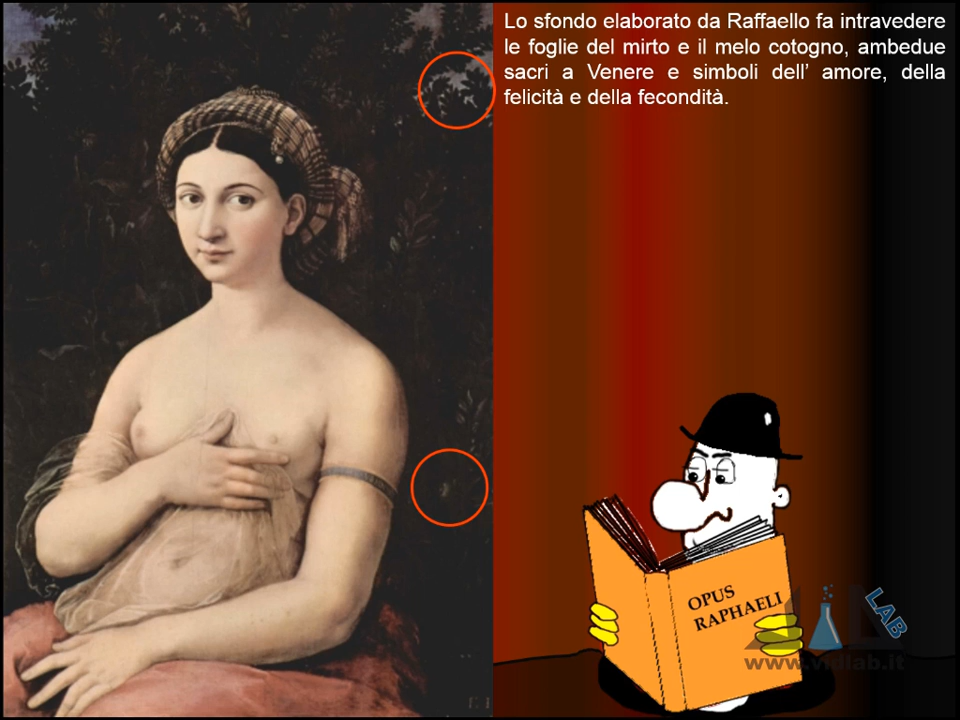 Lo sfondo elaborato da Raffaello fa intravedere
le foglie del mirto e il melo cotogno, ambedue
sacri a Venere e simboli dell’ amore, della
felicità e della fecondità.
OPUS
RAPHAELI
LAB
www.vidlab.it